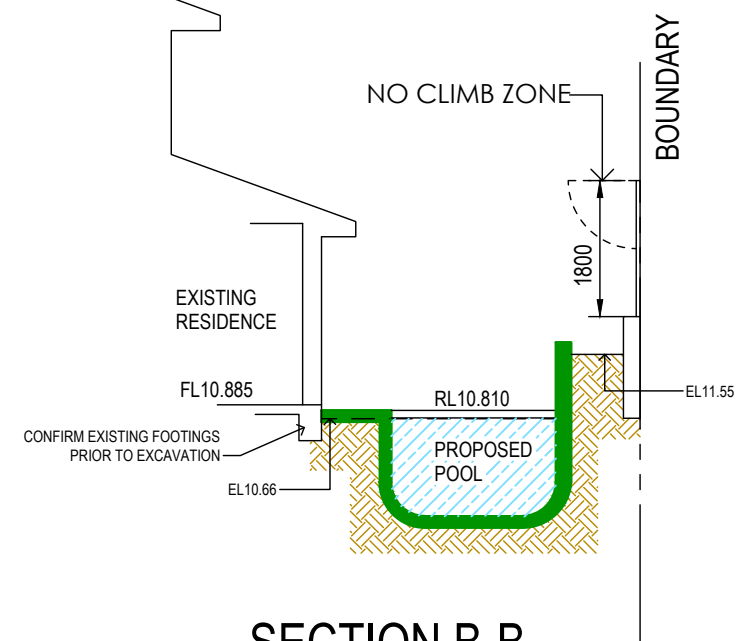 NO CLIMB ZONE
BOUNDARY
1800
EXISTING
RESIDENCE
FL10.885
RL10.810
EL11.55
CONFIRM EXISTING FOOTINGS
PRIOR TO EXCAVATION
PROPOSED
POOL
EL10.66
SECTION B-B